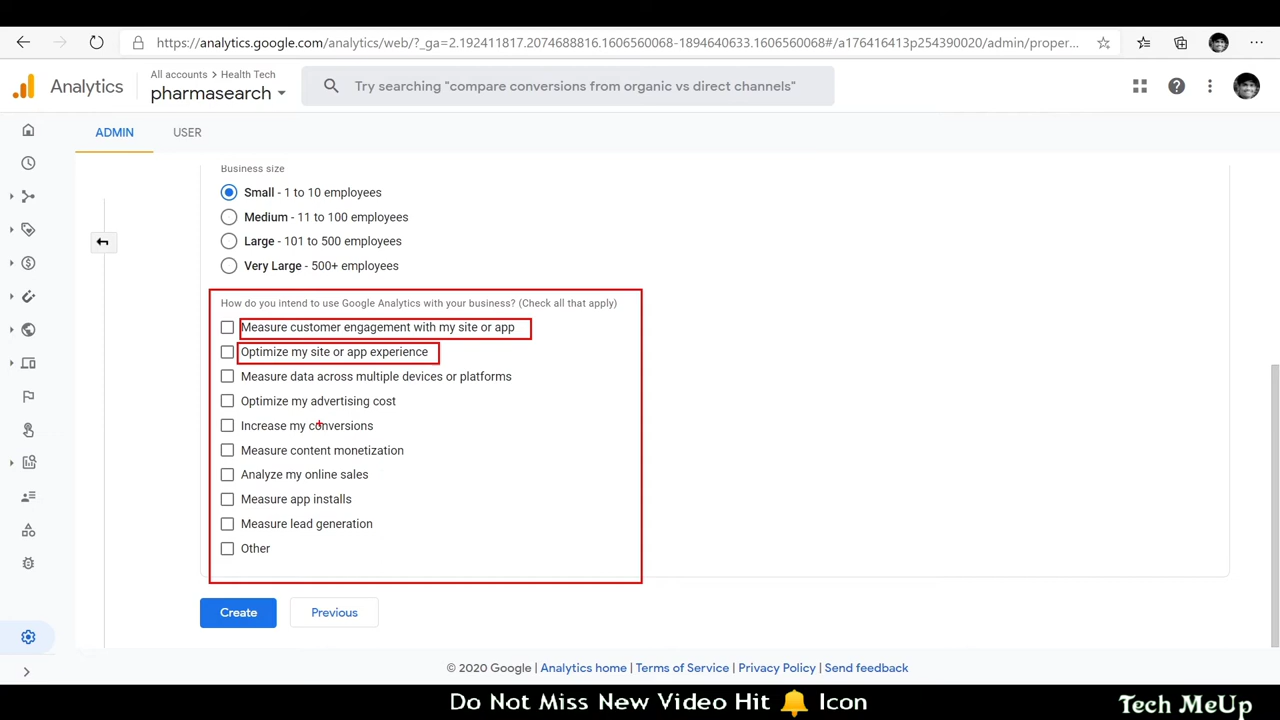 https://analytics.google.com/analytics/web/?_ga=2.192411817.2074688816.1606560068-1894640633.1606560068#/a176416413p254390020/admin/proper...
Analytics
All accounts > Health Tech
pharmasearch
Try searching "compare conversions from organic vs direct channels"
ADMIN
USER
Business size
Small - 1 to 10 employees
Medium - 11 to 100 employees
Large - 101 to 500 employees
Very Large - 500+ employees
How do you intend to use Google Analytics with your business? (Check all that apply)
Measure customer engagement with my site or app
Optimize my site or app experience
Measure data across multiple devices or platforms
Optimize my advertising cost
Increase my conversions
Measure content monetization
Analyze my online sales
Measure app installs
Measure lead generation
Other
Create
Previous
© 2020 Google | Analytics home | Terms of Service | Privacy Policy | Send feedback
Do Not Miss New Video Hit 🔔 Icon
Tech MeUp